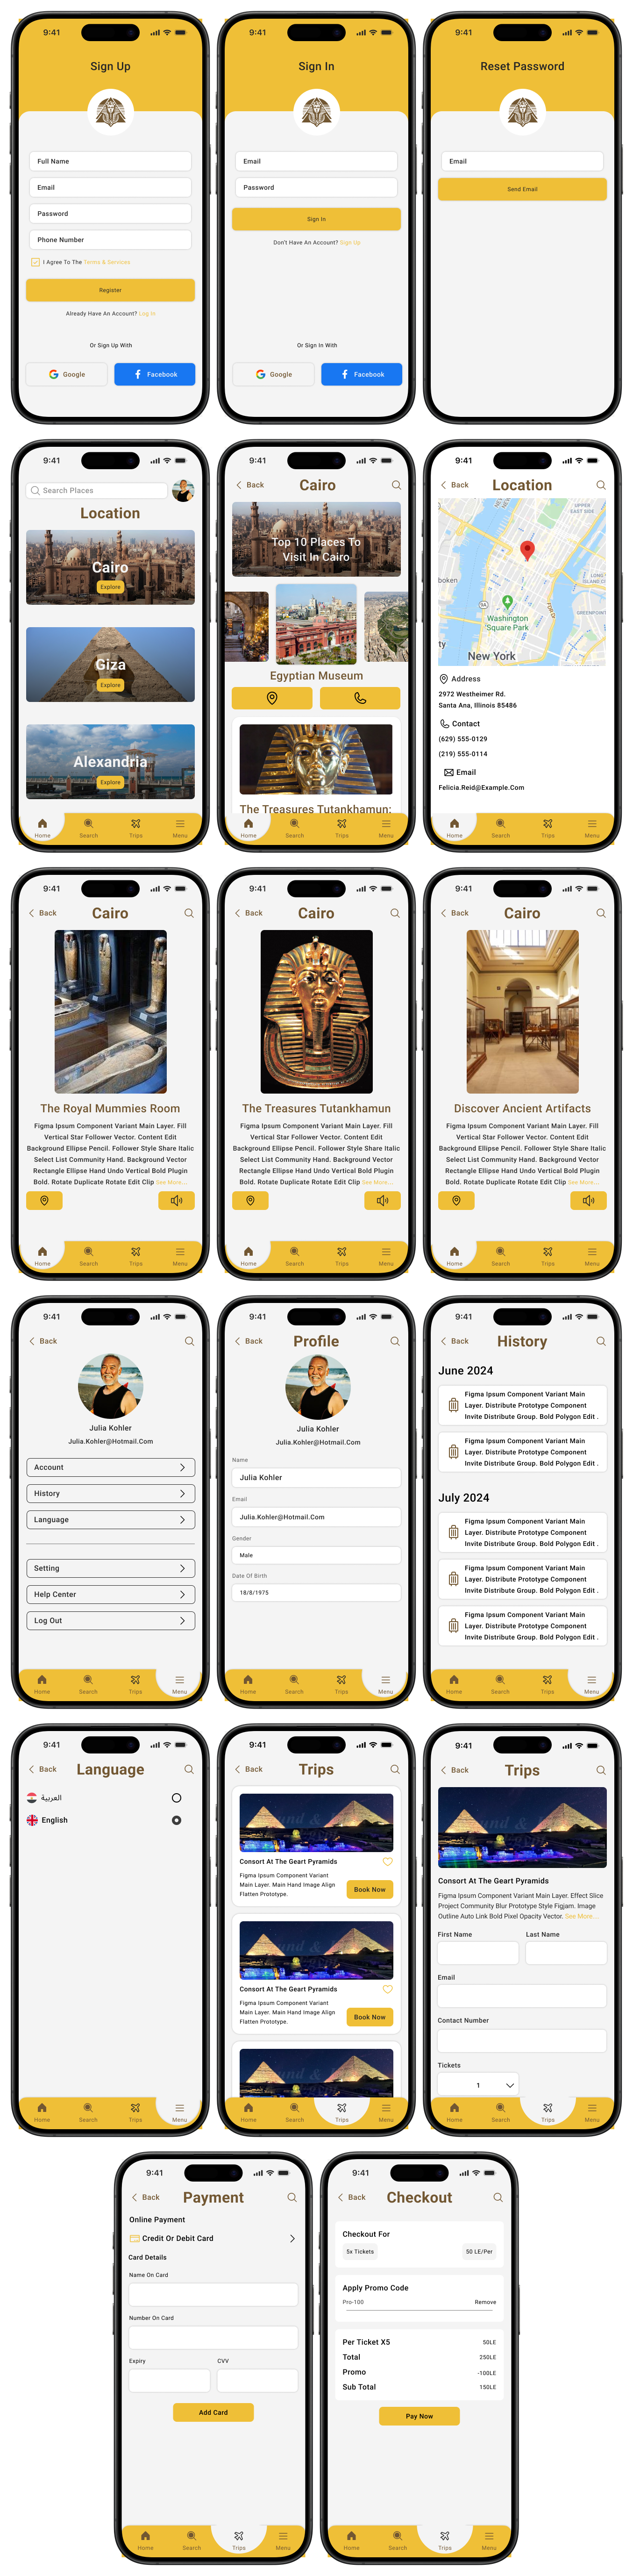 9:41
Sign Up
Full Name
Email
Password
Phone Number
I Agree To The Terms & Services
Register
Already Have An Account? Log In
Or Sign Up With
Google
Facebook
9:41
Sign In
Email
Password
Sign In
Don't Have An Account? Sign Up
Or Sign In With
Google
Facebook
9:41
Reset Password
Email
Send Email
9:41
Search Places
Location
Cairo
Explore
Giza
Explore
Alexandria
Explore
Home
Search
Trips
Menu
9:41
Back
Cairo
Top 10 Places To
Visit In Cairo
Egyptian Museum
The Treasures Tutankhamun:
Home
Search
Trips
Menu
9:41
Back
Location
UPPER
EAST SIDE
boken
9A
LONG
ISLAND
Washington
Square Park
GREENPOINT
ty
New York
Address
2972 Westheimer Rd.
Santa Ana, Illinois 85486
Contact
(629) 555-0129
(219) 555-0114
Email
Felicia.Reid@Example.Com
Home
Search
Trips
Menu
9:41
Back
Cairo
The Royal Mummies Room
Figma Ipsum Component Variant Main Layer. Fill
Vertical Star Follower Vector. Content Edit
Background Ellipse Pencil. Follower Style Share Italic
Select List Community Hand. Background Vector
Rectangle Ellipse Hand Undo Vertical Bold Plugin
Bold. Rotate Duplicate Rotate Edit Clip See More...
Home
Search
Trips
Menu
9:41
Back
Cairo
The Treasures Tutankhamun
Figma Ipsum Component Variant Main Layer. Fill
Vertical Star Follower Vector. Content Edit
Background Ellipse Pencil. Follower Style Share Italic
Select List Community Hand. Background Vector
Rectangle Ellipse Hand Undo Vertical Bold Plugin
Bold. Rotate Duplicate Rotate Edit Clip See More...
Home
Search
Trips
Menu
9:41
Back
Cairo
Discover Ancient Artifacts
Figma Ipsum Component Variant Main Layer. Fill
Vertical Star Follower Vector. Content Edit
Background Ellipse Pencil. Follower Style Share Italic
Select List Community Hand. Background Vector
Rectangle Ellipse Hand Undo Vertical Bold Plugin
Bold. Rotate Duplicate Rotate Edit Clip See More...
Home
Search
Trips
Menu
9:41
Back
Julia Kohler
Julia.Kohler@Hotmail.Com
Account
History
Language
Setting
Help Center
Log Out
Home
Search
Trips
Menu
9:41
Back
Profile
Julia Kohler
Julia.Kohler@Hotmail.Com
Name
Julia Kohler
Email
Julia.Kohler@Hotmail.Com
Gender
Male
Date Of Birth
18/8/1975
Home
Search
Trips
Menu
9:41
Back
History
June 2024
Figma Ipsum Component Variant Main
Layer. Distribute Prototype Component
Invite Distribute Group. Bold Polygon Edit .
Figma Ipsum Component Variant Main
Layer. Distribute Prototype Component
Invite Distribute Group. Bold Polygon Edit .
July 2024
Figma Ipsum Component Variant Main
Layer. Distribute Prototype Component
Invite Distribute Group. Bold Polygon Edit .
Figma Ipsum Component Variant Main
Layer. Distribute Prototype Component
Invite Distribute Group. Bold Polygon Edit .
Figma Ipsum Component Variant Main
Layer. Distribute Prototype Component
Invite Distribute Group. Bold Polygon Edit .
Home
Search
Trips
Menu
9:41
Back
Language
العربية
English
Home
Search
Trips
Menu
9:41
Back
Trips
Consort At The Geart Pyramids
Figma Ipsum Component Variant
Main Layer. Main Hand Image Align
Flatten Prototype.
Book Now
Consort At The Geart Pyramids
Figma Ipsum Component Variant
Main Layer. Main Hand Image Align
Flatten Prototype.
Book Now
Home
Search
Trips
Menu
9:41
Back
Trips
Consort At The Geart Pyramids
Figma Ipsum Component Variant Main Layer. Effect Slice
Project Community Blur Prototype Style Figjam. Image
Outline Auto Link Bold Pixel Opacity Vector. See More...
First Name
Last Name
Email
Contact Number
Tickets
1
Home
Search
Trips
Menu
9:41
Back
Payment
Online Payment
Credit Or Debit Card
Card Details
Name On Card
Number On Card
Expiry
CVV
Add Card
Home
Search
Trips
Menu
9:41
Back
Checkout
Checkout For
5x Tickets
50 LE/Per
Apply Promo Code
Pro-100
Remove
Per Ticket X5
50LE
Total
250LE
Promo
-100LE
Sub Total
150LE
Pay Now
Home
Search
Trips
Menu